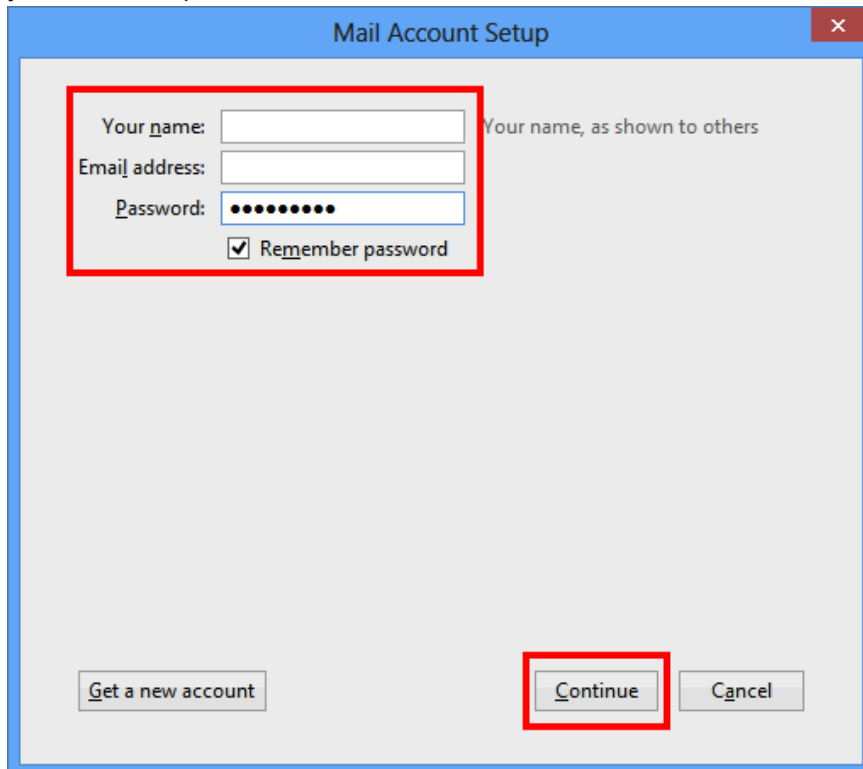 Mail Account Setup
Your name:
Your name, as shown to others
Email address:
Password: ●●●●●●●●●
Remember password
Get a new account
Continue
Cancel